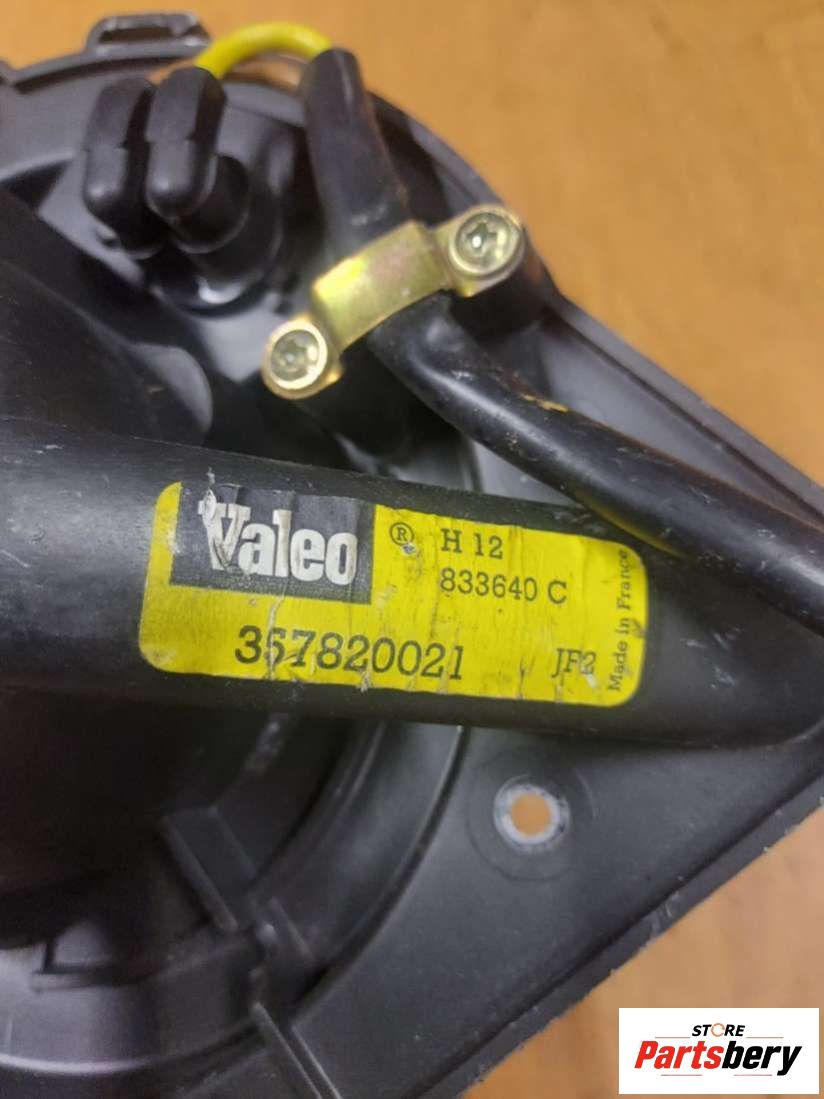 Valeo ® H 12
833640 C
357820021 JF2
Made in France
STORE
Partsbery